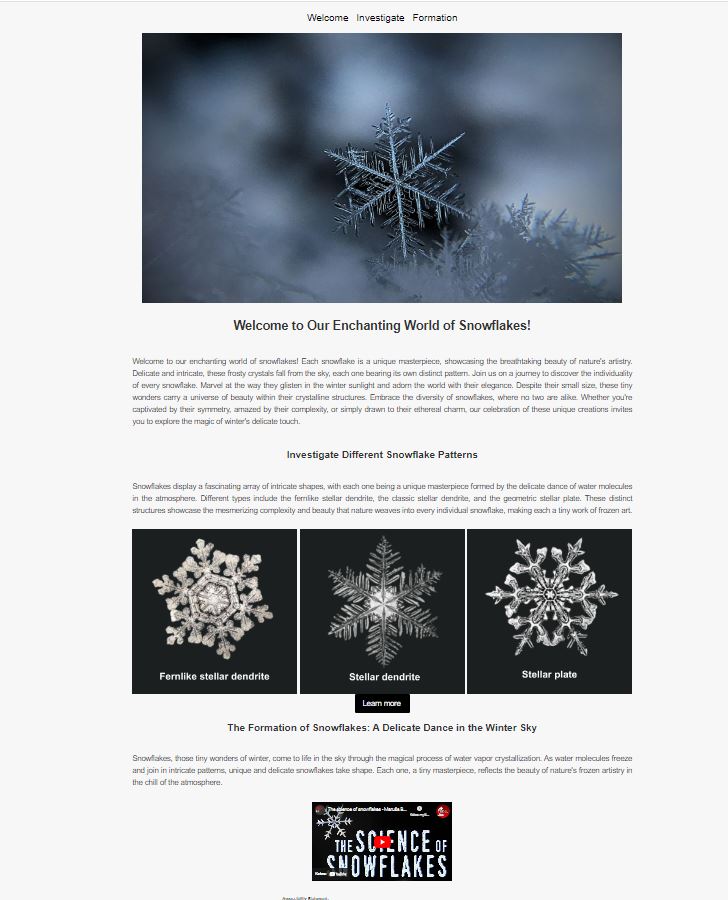 Welcome Investigate Formation
Welcome to Our Enchanting World of Snowflakes!
Welcome to our enchanting world of snowflakes! Each snowflake is a unique masterpiece, showcasing the breathtaking beauty of nature's artistry.
Delicate and intricate, these frosty crystals fall from the sky, each one bearing its own distinct pattern. Join us on a journey to discover the individuality
of every snowflake. Marvel at the way they glisten in the winter sunlight and adorn the world with their elegance. Despite their small size, these tiny
wonders carry a universe of beauty within their crystalline structures. Embrace the diversity of snowflakes, where no two are alike. Whether you're
captivated by their symmetry, amazed by their complexity, or simply drawn to their ethereal charm, our celebration of these unique creations invites
you to explore the magic of winter's delicate touch.
Investigate Different Snowflake Patterns
Snowflakes display a fascinating array of intricate shapes, with each one being a unique masterpiece formed by the delicate dance of water molecules
in the atmosphere. Different types include the fernlike stellar dendrite, the classic stellar dendrite, and the geometric stellar plate. These distinct
structures showcase the mesmerizing complexity and beauty that nature weaves into every individual snowflake, making each a tiny work of frozen art.
Fernlike stellar dendrite
Stellar dendrite
Stellar plate
Learn more
The Formation of Snowflakes: A Delicate Dance in the Winter Sky
Snowflakes, those tiny wonders of winter, come to life in the sky through the magical process of water vapor crystallization. As water molecules freeze
and join in intricate patterns, unique and delicate snowflakes take shape. Each one, a tiny masterpiece, reflects the beauty of nature's frozen artistry in
the chill of the atmosphere.
The science of snowflakes - Marusa B...
THE SCIENCE OF
SNOWFLAKES
YouTube